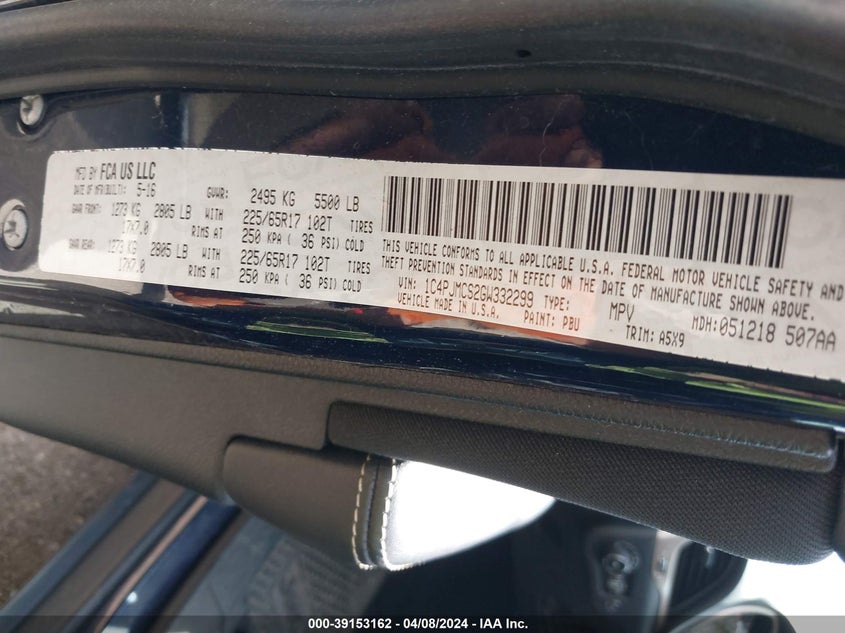 MFD BY FCA US LLC
DATE OF MFR(BUILT): 5-16 GVWR: 2495 KG 5500 LB
GAWR FRONT: 1273 KG 2805 LB WITH 225/65R17 102T TIRES
17X7.0 RIMS AT 250 KPA ( 36 PSI) COLD
GAWR REAR: 1273 KG 2805 LB WITH 225/65R17 102T TIRES
17X7.0 RIMS AT 250 KPA ( 36 PSI) COLD
THIS VEHICLE CONFORMS TO ALL APPLICABLE U.S.A. FEDERAL MOTOR VEHICLE SAFETY AND
THEFT PREVENTION STANDARDS IN EFFECT ON THE DATE OF MANUFACTURE SHOWN ABOVE.
VIN: 1C4PJMCS2GW332299 TYPE: MPV MDH:051218 507AA
VEHICLE MADE IN U.S.A. PAINT: PBU TRIM: A5X9
000-39153162 - 04/08/2024 - IAA Inc.